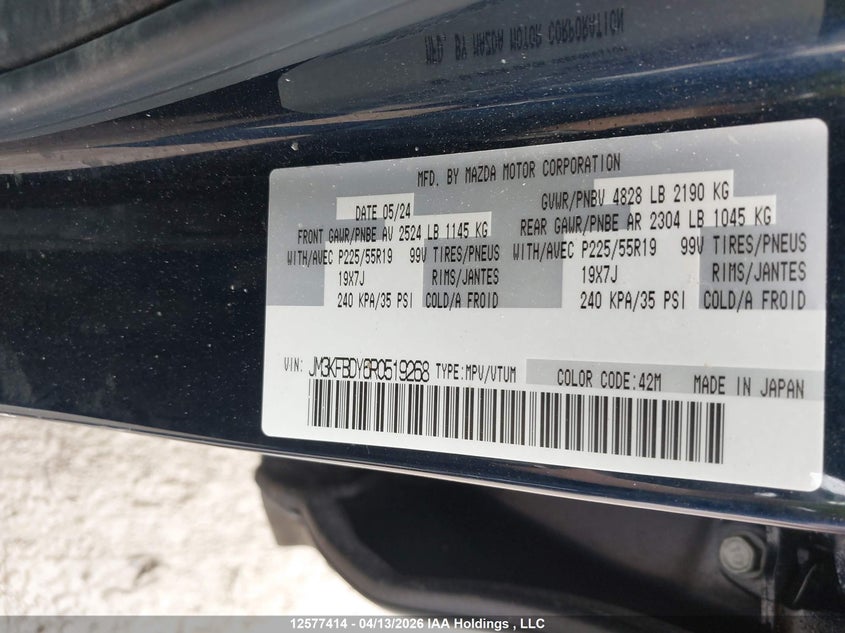 MFD. BY MAZDA MOTOR CORPORATION
DATE 05/24 GVWR/PNBV 4828 LB 2190 KG
FRONT GAWR/PNBE AV 2524 LB 1145 KG REAR GAWR/PNBE AR 2304 LB 1045 KG
WITH/AVEC P225/55R19 99V TIRES/PNEUS WITH/AVEC P225/55R19 99V TIRES/PNEUS
19X7J RIMS/JANTES 19X7J RIMS/JANTES
240 KPA/35 PSI COLD/A FROID 240 KPA/35 PSI COLD/A FROID
VIN: JM3KFBDY6R0519268 TYPE:MPV/VTUM COLOR CODE:42M MADE IN JAPAN
12577414 - 04/13/2026 IAA Holdings , LLC